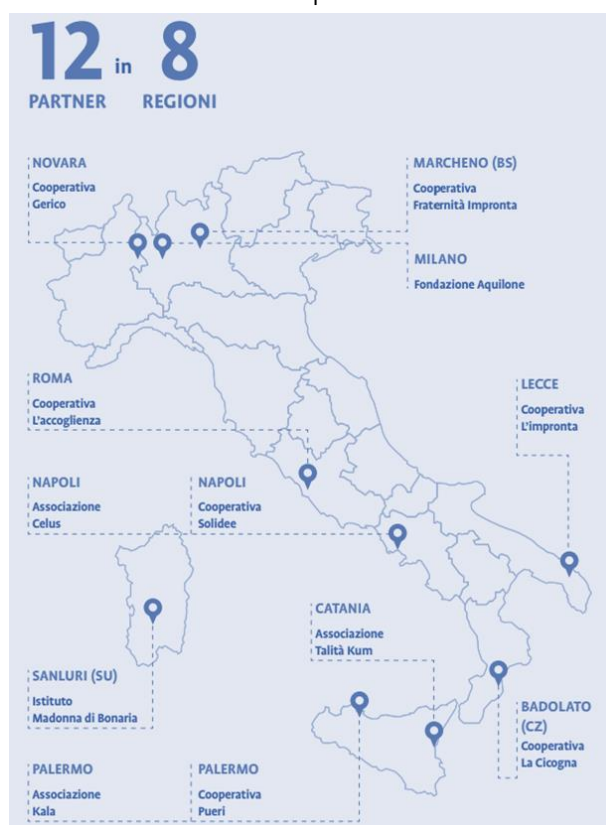 12 in 8
PARTNER REGIONI
NOVARA
Cooperativa
Gerico
MARCHENO (BS)
Cooperativa
Fraternità Impronta
MILANO
Fondazione Aquilone
ROMA
Cooperativa
L'accoglienza
LECCE
Cooperativa
L'impronta
NAPOLI
Associazione
Celus
NAPOLI
Cooperativa
Solidee
CATANIA
Associazione
Talità Kum
SANLURI (SU)
Istituto
Madonna di Bonaria
BADOLATO
(CZ)
Cooperativa
La Cicogna
PALERMO
Associazione
Kala
PALERMO
Cooperativa
Pueri